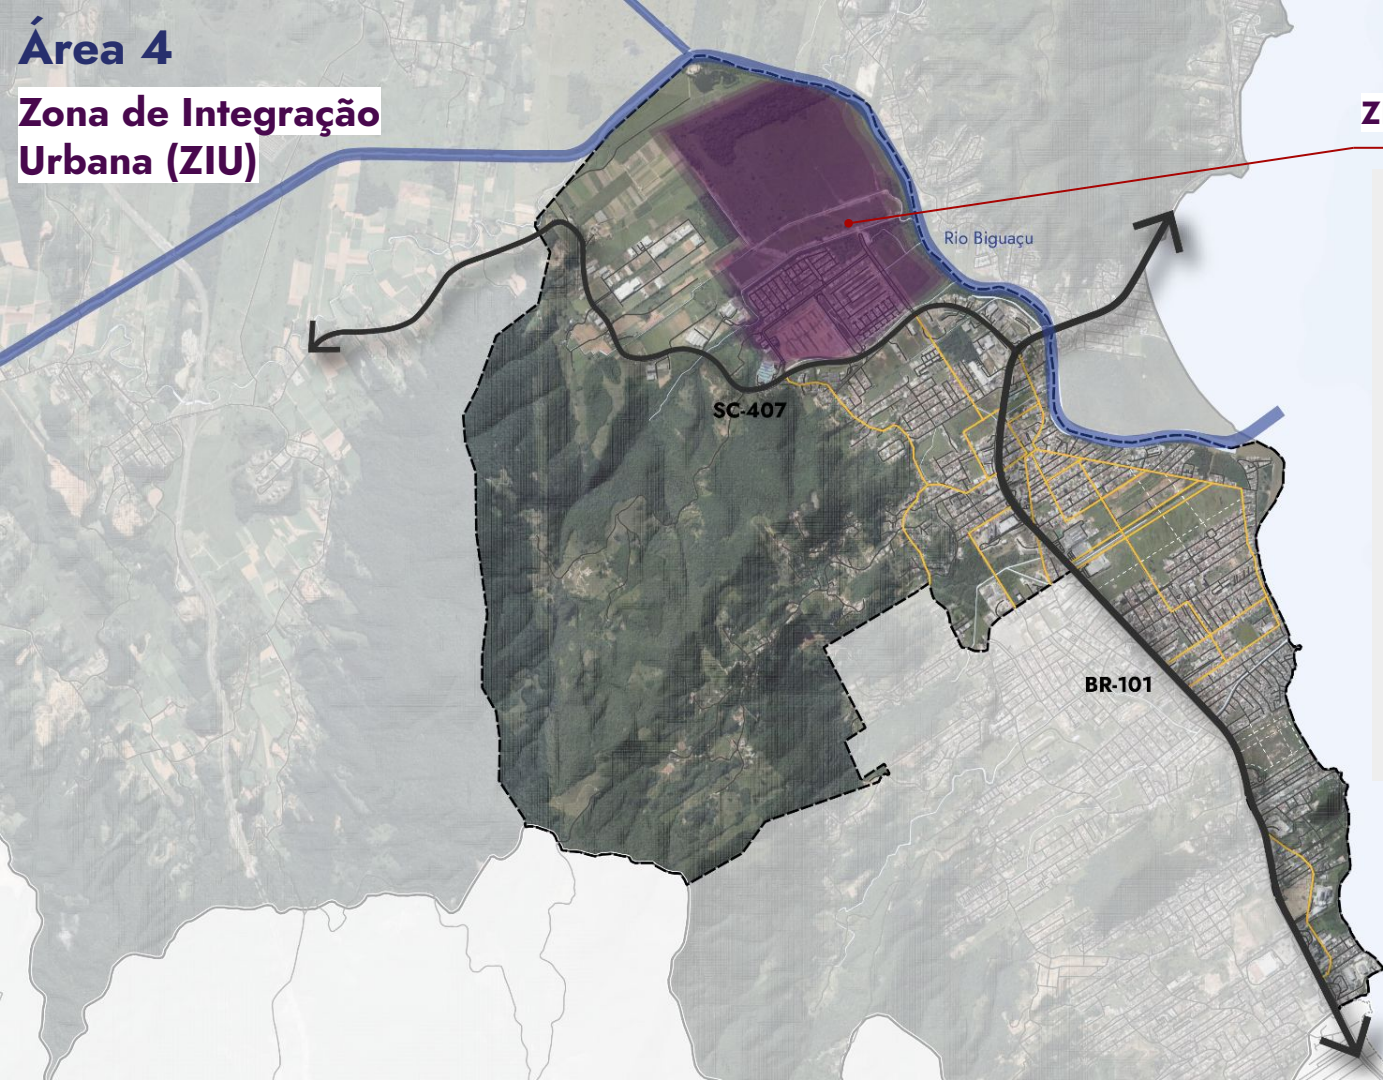 Área 4
Zona de Integração
Urbana (ZIU)
Z
Rio Biguaçu
SC-407
BR-101